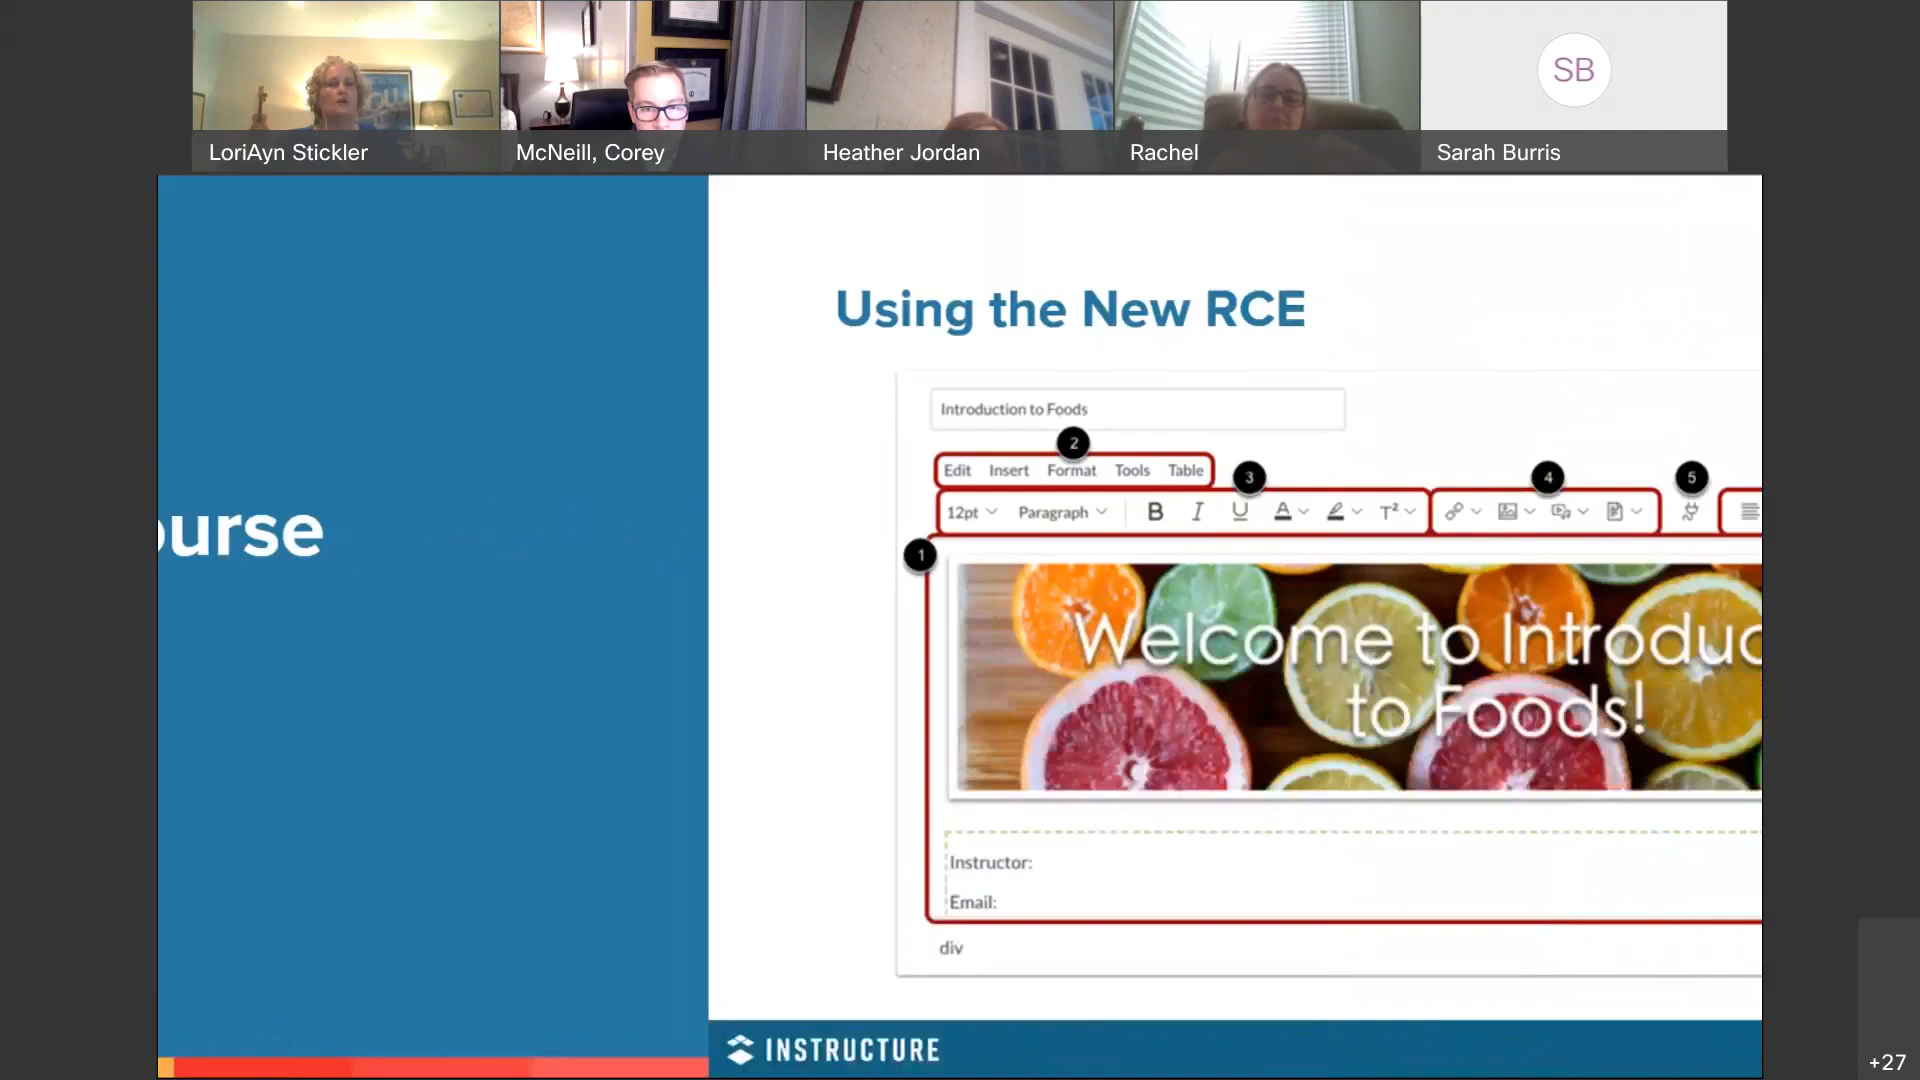 SB
LoriAyn Stickler
McNeill, Corey
Heather Jordan
Rachel
Sarah Burris
ourse
Using the New RCE
Introduction to Foods
2
Edit Insert Format Tools Table
3
4
5
12pt Paragraph B I U A T²
1
Welcome to Introduc
to Foods!
Instructor:
Email:
div
INSTRUCTURE
+27